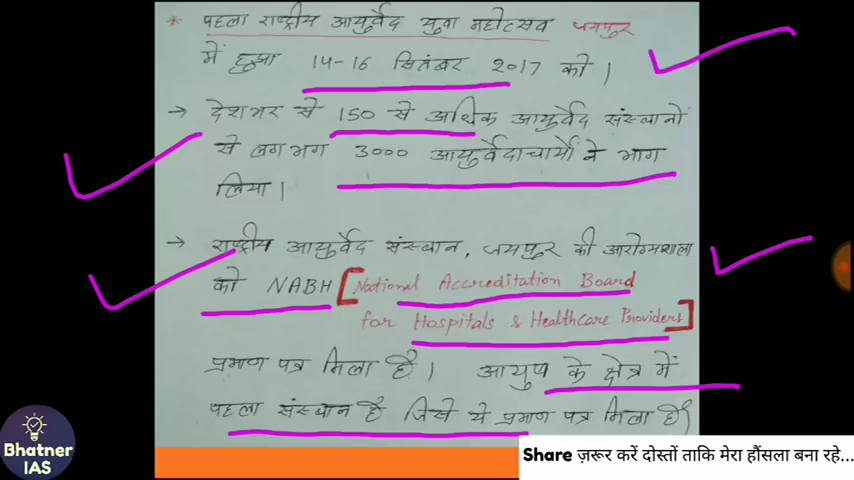 * पहला राष्ट्रीय आयुर्वेद युवा महोत्सव जयपुर
में हुआ 14-16 सितंबर 2017 को।
→ देशभर से 150 से अधिक आयुर्वेद संस्थानों
से लगभग 3000 आयुर्वेदाचार्यों ने भाग
लिया।
→ राष्ट्रीय आयुर्वेद संस्थान, जयपुर की आरोग्यशाला
को NABH [National Accreditation Board
for Hospitals & Healthcare Providers]
प्रमाण पत्र मिला है। आयुष के क्षेत्र में
पहला संस्थान है जिसे ये प्रमाण पत्र मिला है।
Bhatner
IAS
Share ज़रूर करें दोस्तों ताकि मेरा हौंसला बना रहे...